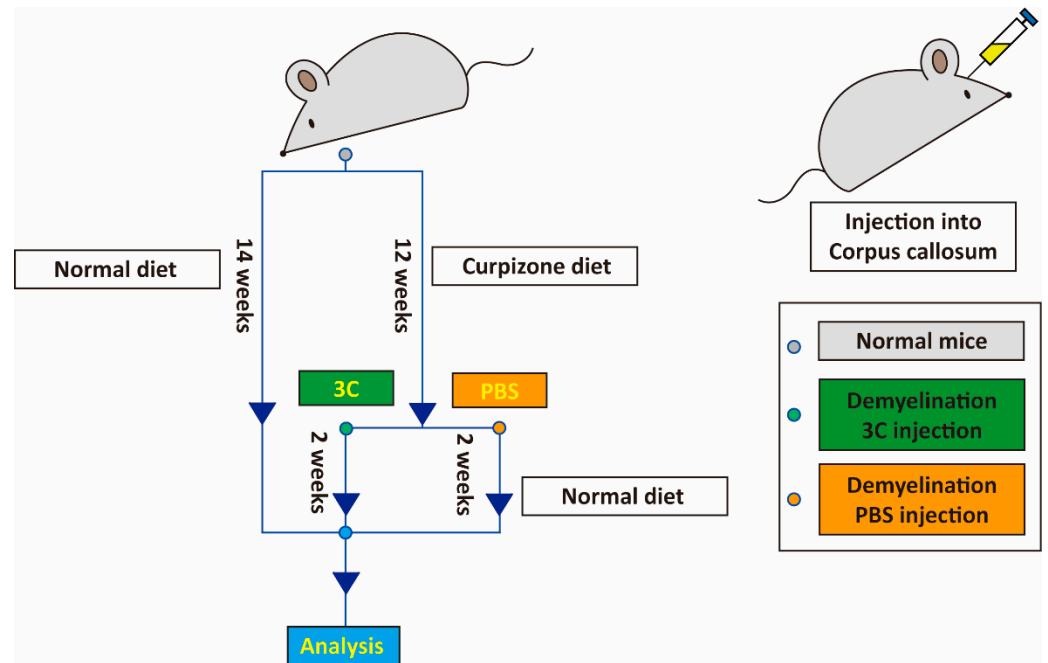 Injection into
Corpus callosum
14 weeks
12 weeks
Normal diet
Curpizone diet
Normal mice
3C
PBS
Demyelination
3C injection
2 weeks
2 weeks
Normal diet
Demyelination
PBS injection
Analysis